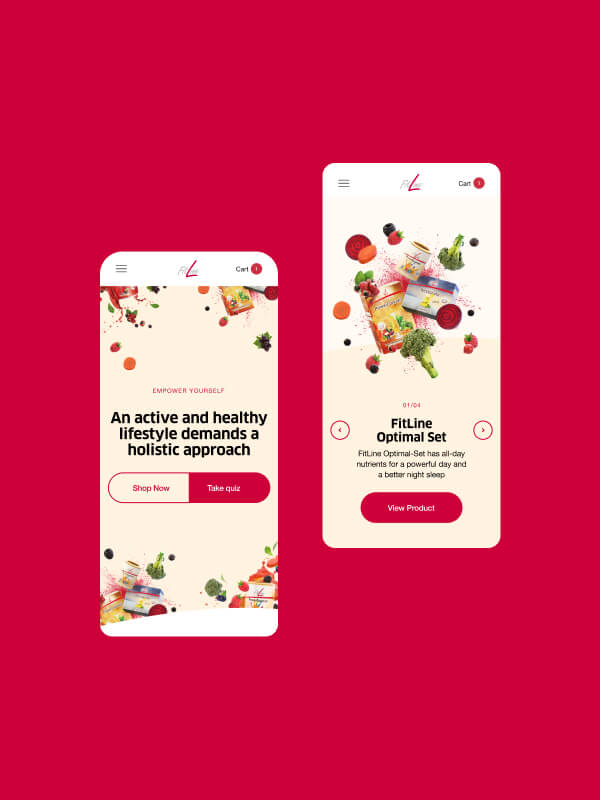 FitLine
Cart 1
EMPOWER YOURSELF
An active and healthy
lifestyle demands a
holistic approach
Shop Now
Take quiz
FitLine
Cart 1
01/04
FitLine
Optimal Set
FitLine Optimal-Set has all-day
nutrients for a powerful day and
a better night sleep
View Product